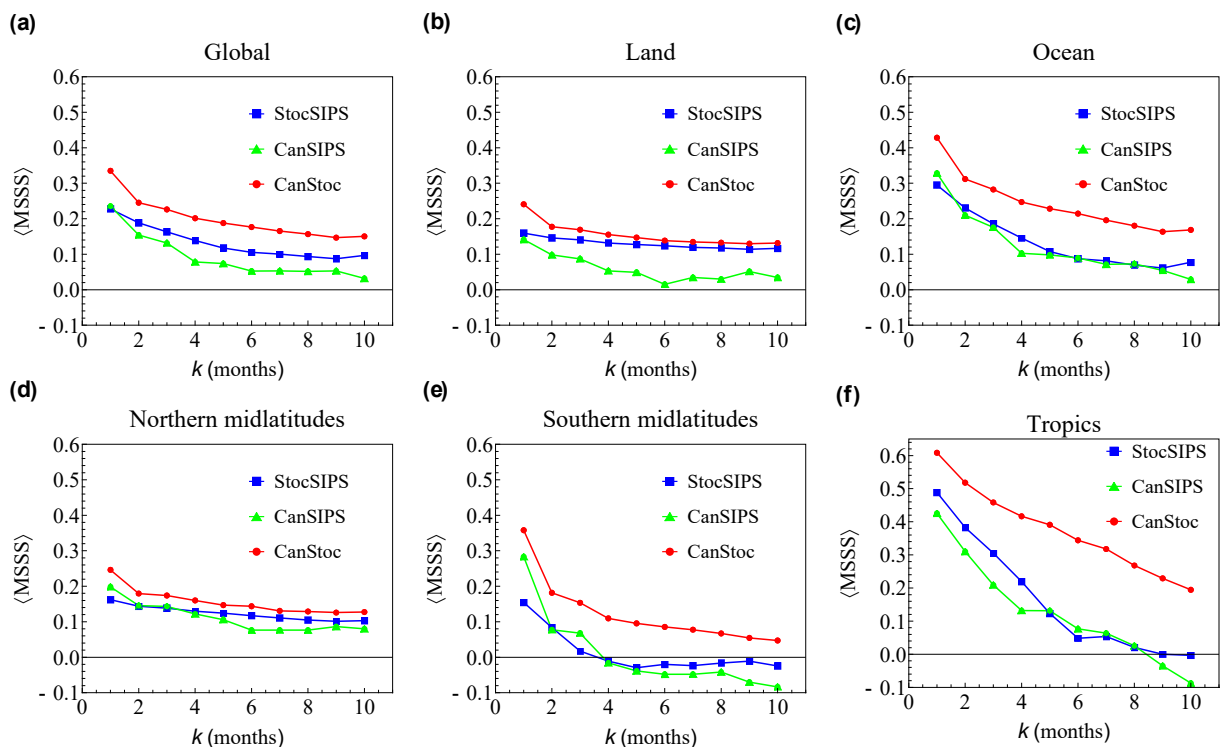 (a)
Global
0.6
0.5
0.4
0.3
0.2
0.1
0.0
- 0.1
⟨MSSS⟩
StocSIPS
CanSIPS
CanStoc
0 2 4 6 8 10
k (months)
(b)
Land
0.6
0.5
0.4
0.3
0.2
0.1
0.0
- 0.1
⟨MSSS⟩
StocSIPS
CanSIPS
CanStoc
0 2 4 6 8 10
k (months)
(c)
Ocean
0.6
0.5
0.4
0.3
0.2
0.1
0.0
- 0.1
⟨MSSS⟩
StocSIPS
CanSIPS
CanStoc
0 2 4 6 8 10
k (months)
(d)
Northern midlatitudes
0.6
0.5
0.4
0.3
0.2
0.1
0.0
- 0.1
⟨MSSS⟩
StocSIPS
CanSIPS
CanStoc
0 2 4 6 8 10
k (months)
(e)
Southern midlatitudes
0.6
0.5
0.4
0.3
0.2
0.1
0.0
- 0.1
⟨MSSS⟩
StocSIPS
CanSIPS
CanStoc
0 2 4 6 8 10
k (months)
(f)
Tropics
0.6
0.5
0.4
0.3
0.2
0.1
0.0
- 0.1
⟨MSSS⟩
StocSIPS
CanSIPS
CanStoc
0 2 4 6 8 10
k (months)